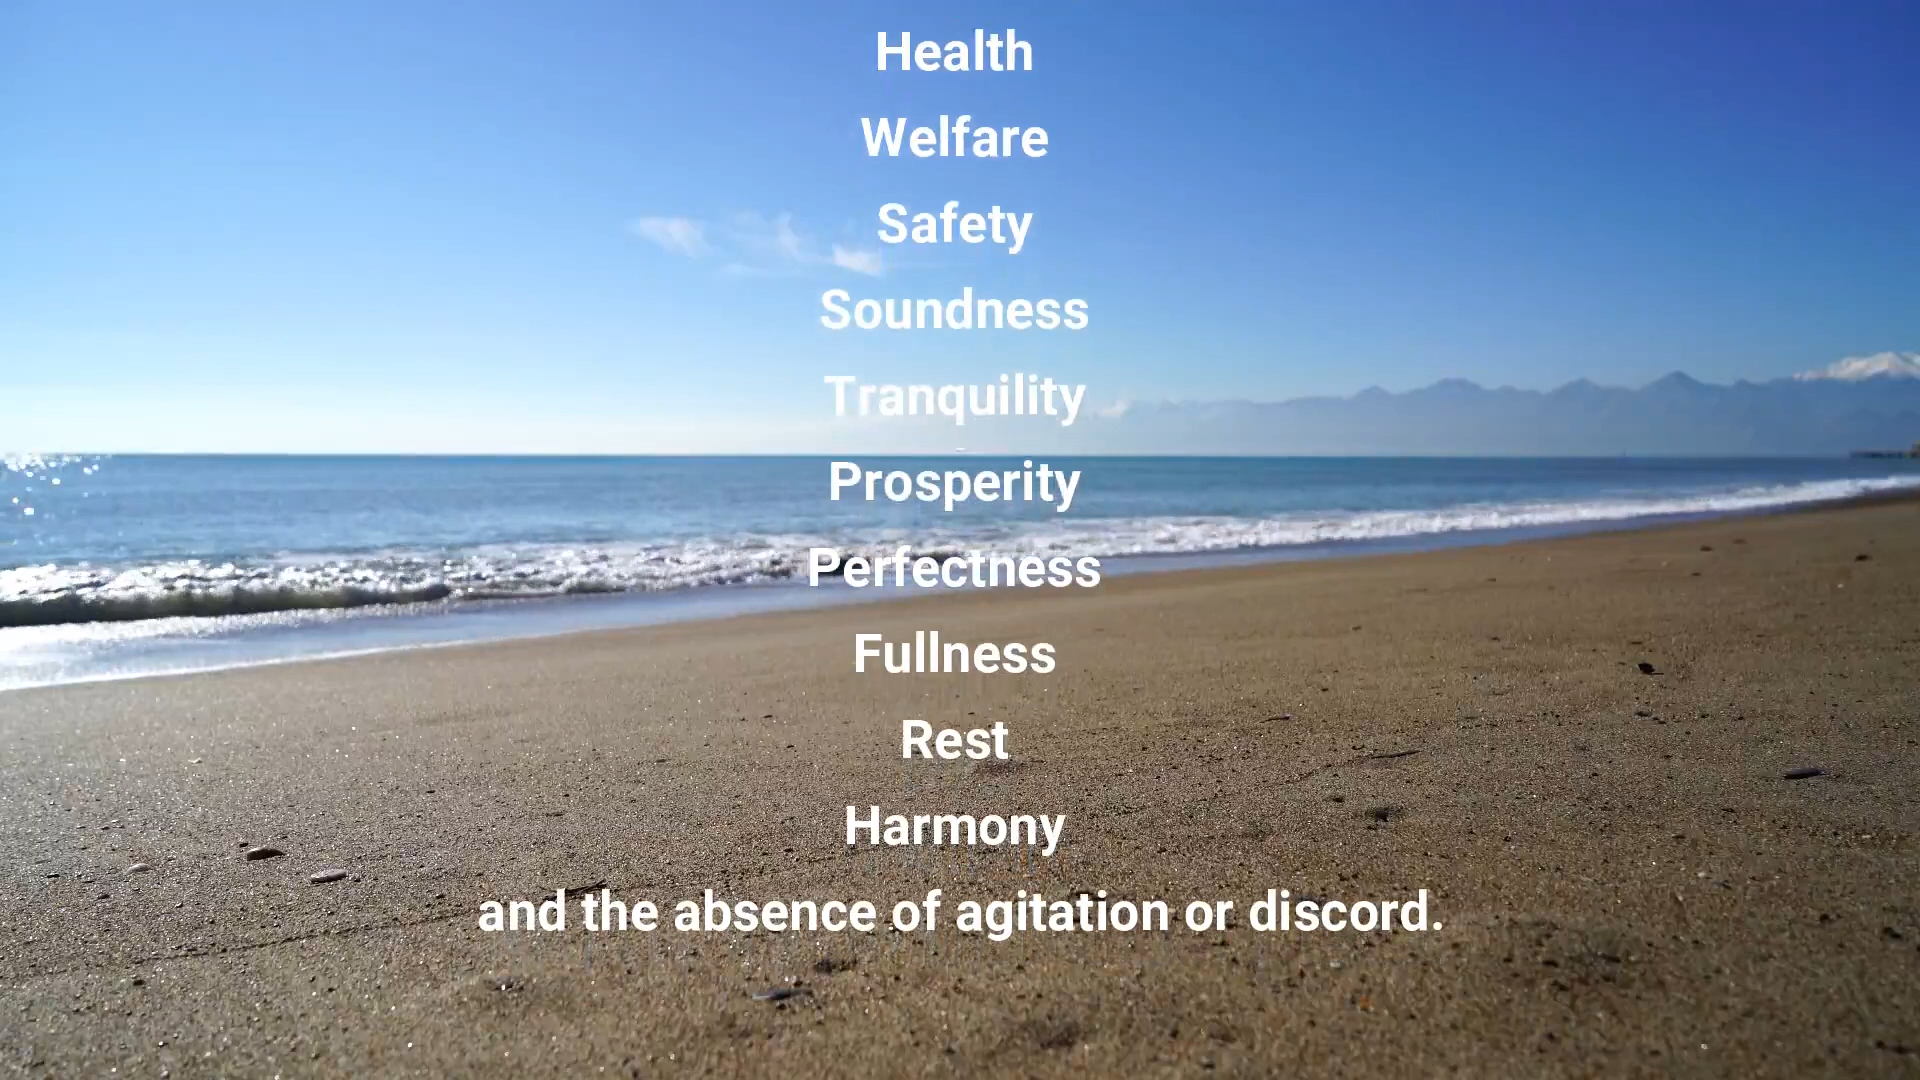 Health
Welfare
Safety
Soundness
Tranquility
Prosperity
Perfectness
Fullness
Rest
Harmony
and the absence of agitation or discord.